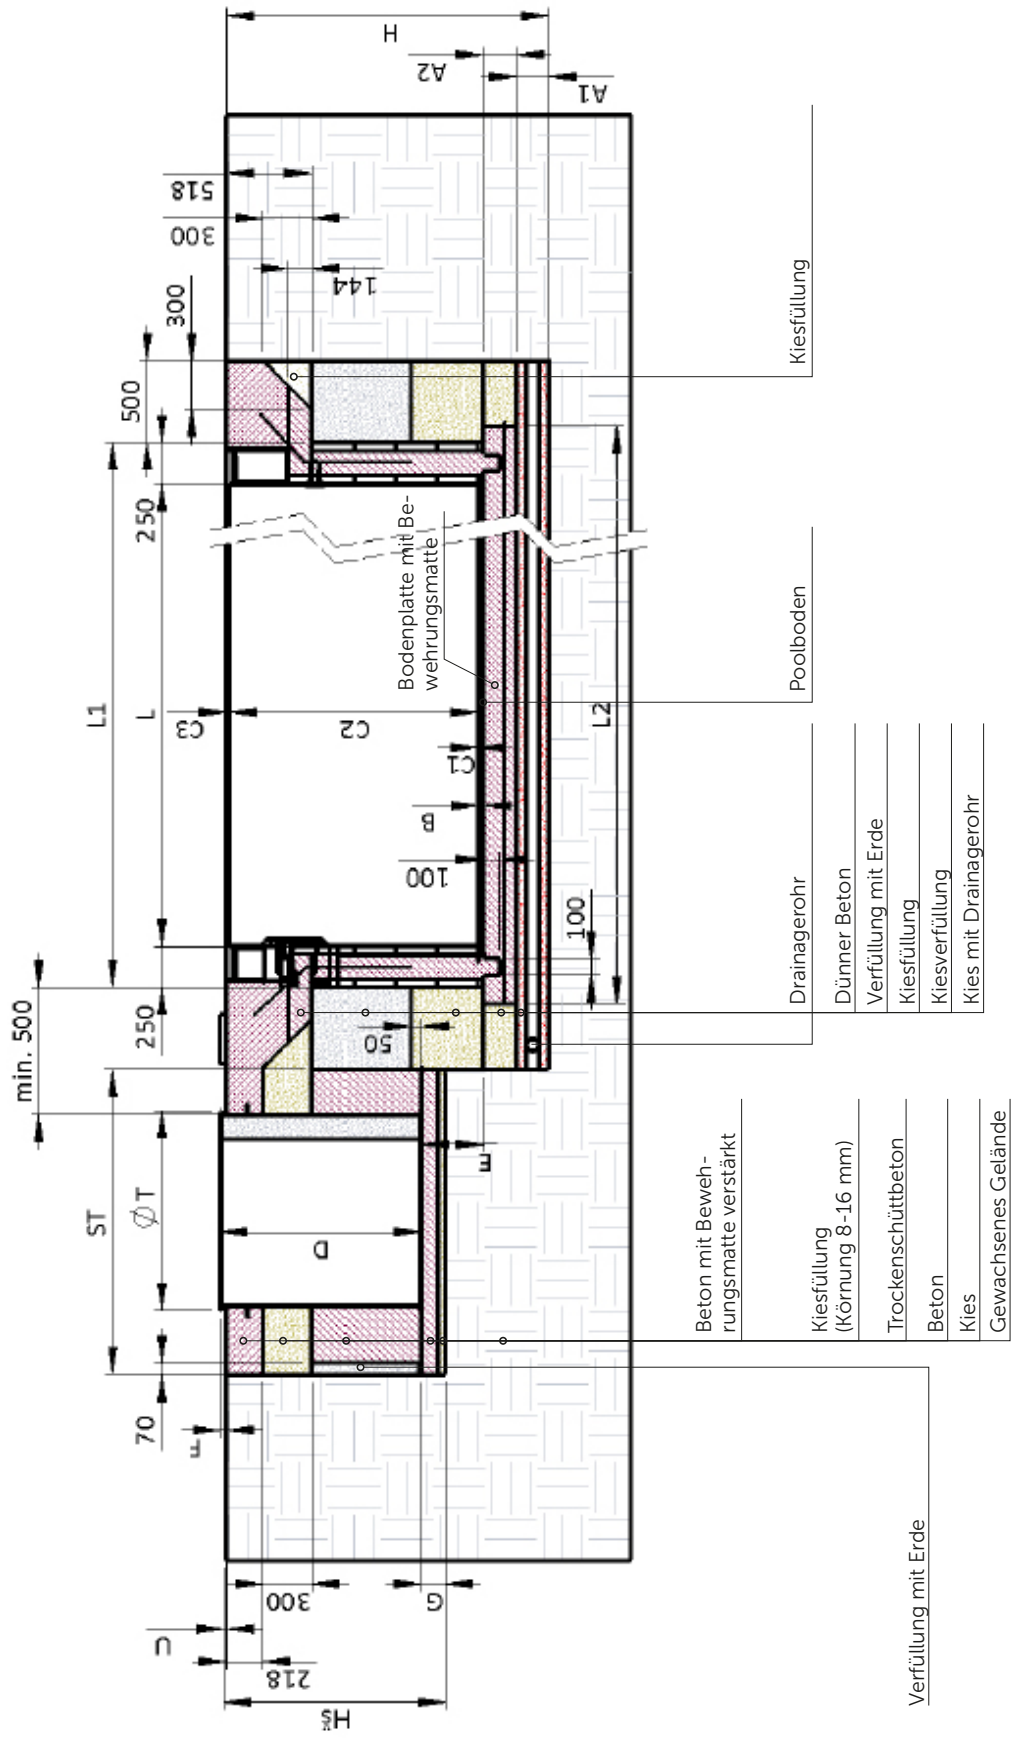 H
A2
A1
518
300
144
300
500
250
L1
L
C3
C2
C1
B
100
L2
100
min. 500
250
50
E
ST
ØT
D
70
F
U
218
300
G
Hš
Bodenplatte mit Be-
wehrungsmatte
Kiesfüllung
Poolboden
Drainagerohr
Dünner Beton
Verfüllung mit Erde
Kiesfüllung
Kiesverfüllung
Kies mit Drainagerohr
Beton mit Beweh-
rungsmatte verstärkt
Kiesfüllung
(Körnung 8-16 mm)
Trockenschüttbeton
Beton
Kies
Gewachsenes Gelände
Verfüllung mit Erde